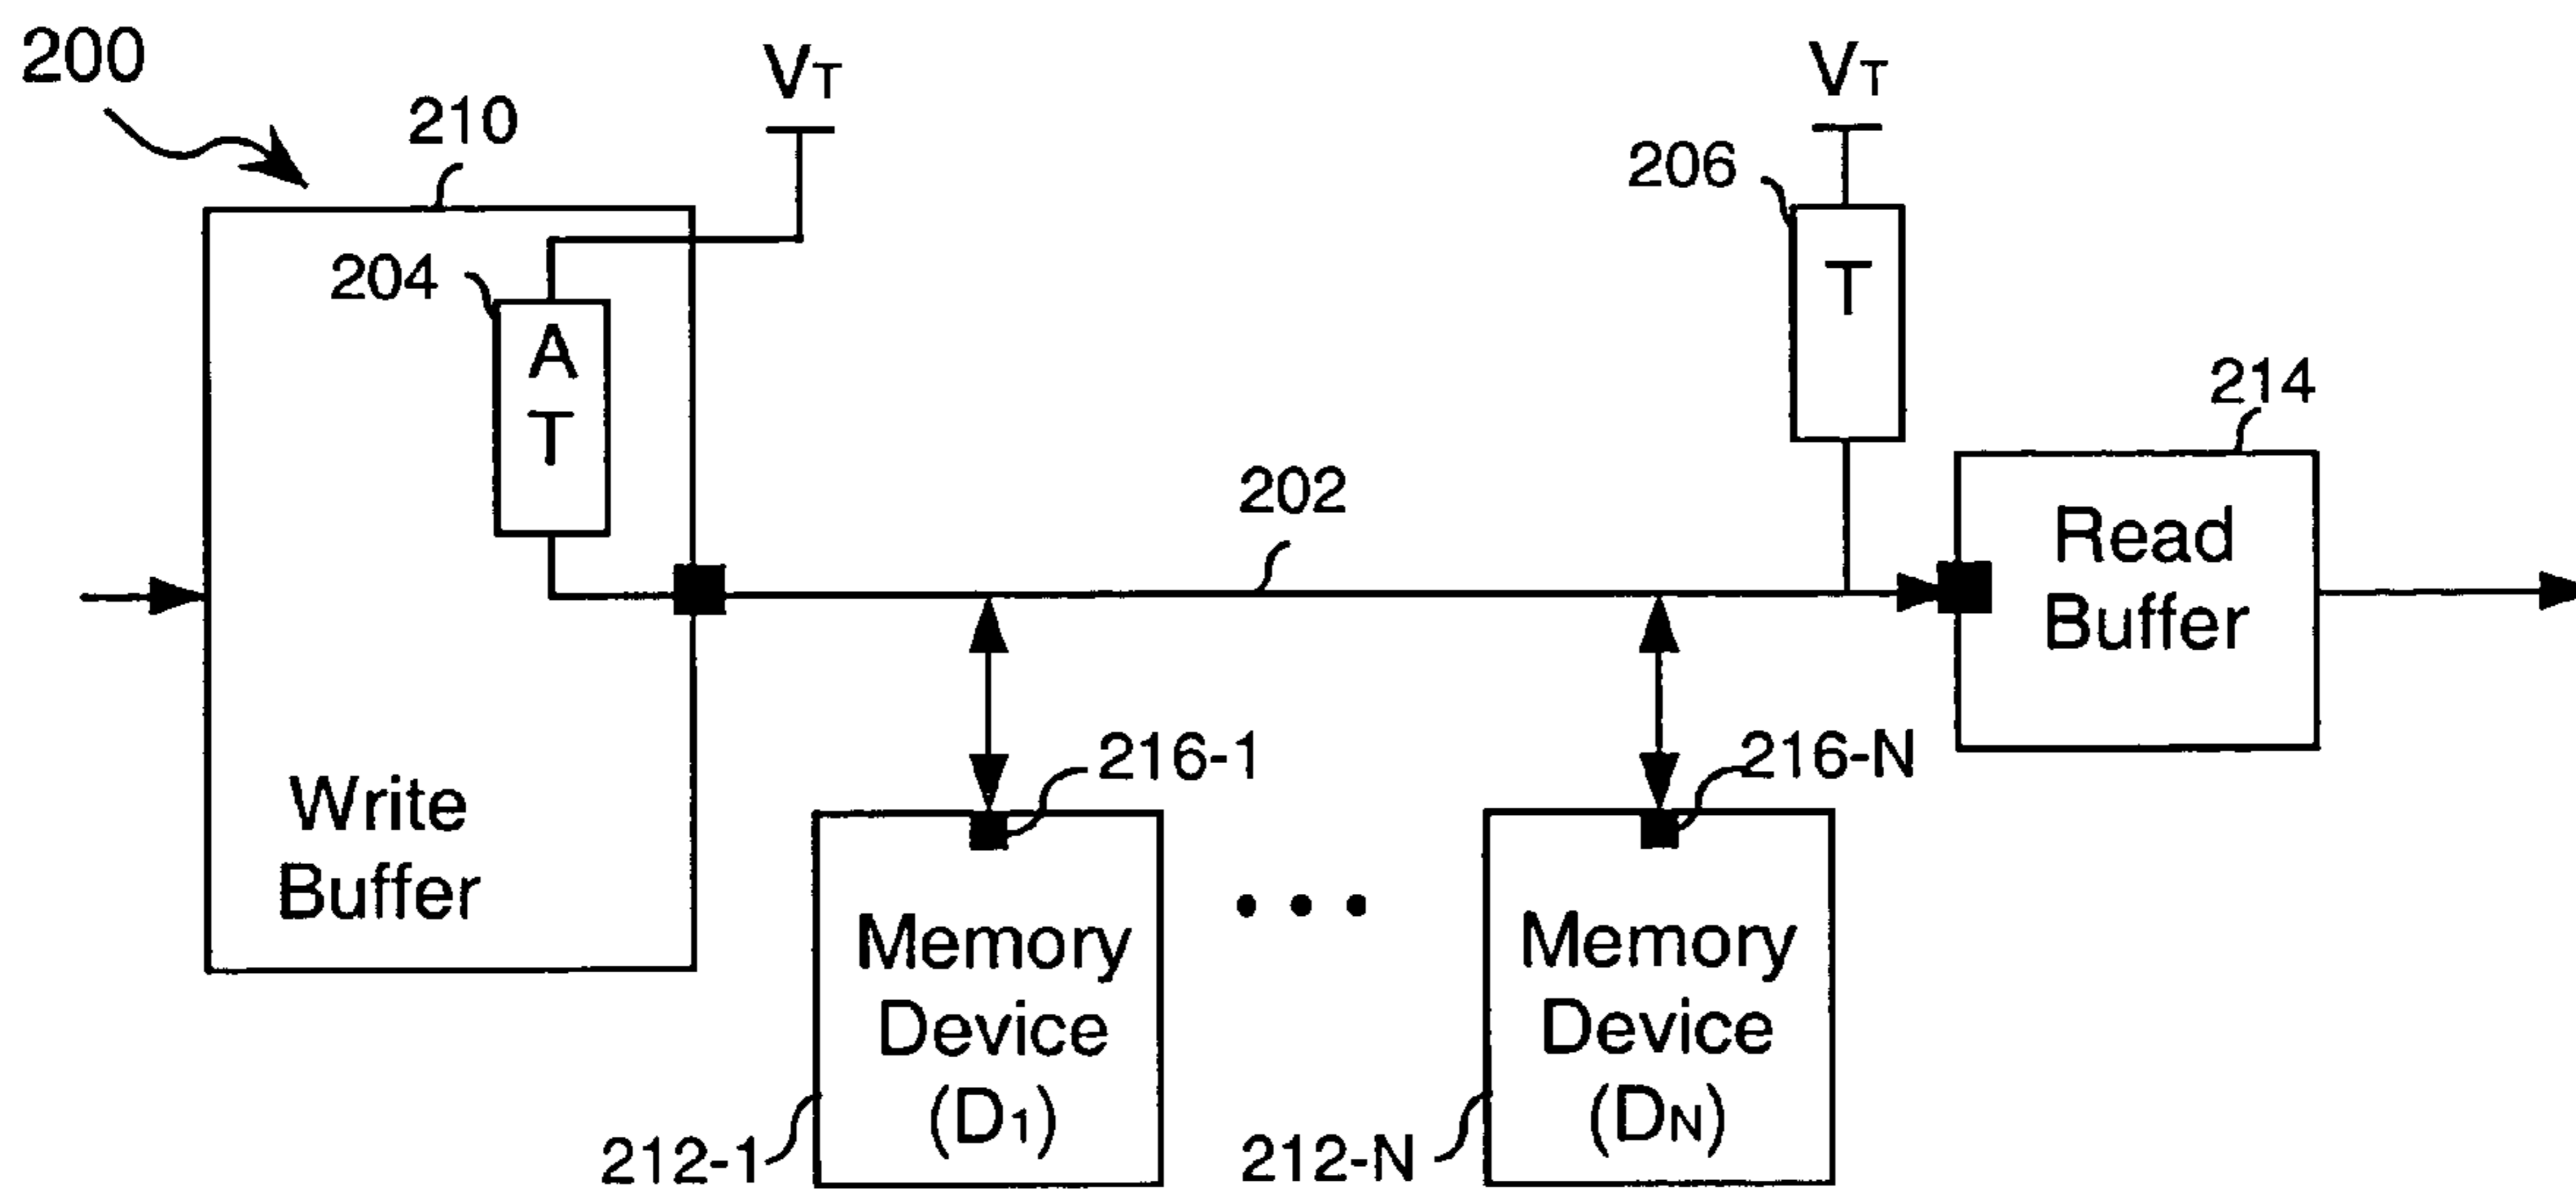 200
210
VT
VT
206
204
A
T
T
214
202
Read
Buffer
216-1
216-N
Write
Buffer
Memory
Device
(D1)
• • •
Memory
Device
(DN)
212-1
212-N